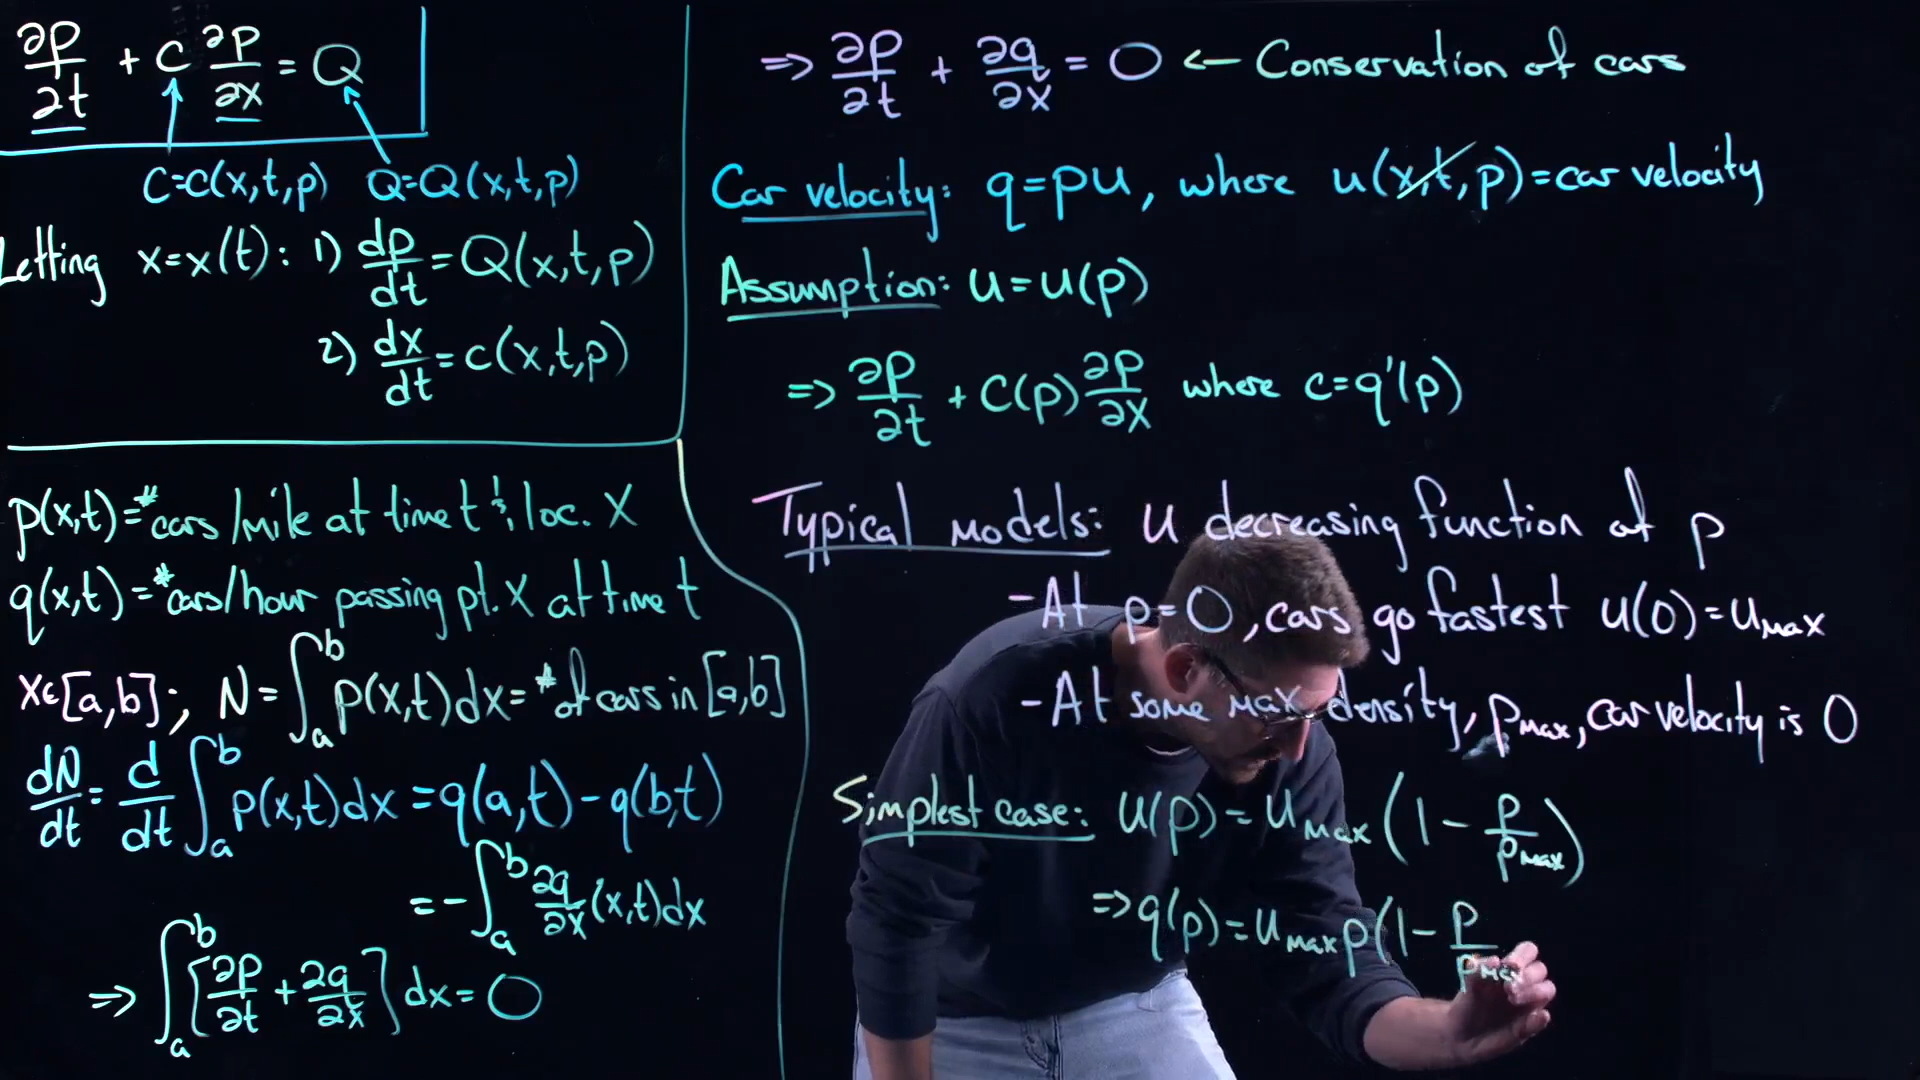 ∂ρ/∂t + c ∂ρ/∂x = Q
c=c(x,t,ρ) Q=Q(x,t,ρ)
Letting x=x(t): 1) dρ/dt = Q(x,t,ρ)
2) dx/dt = c(x,t,ρ)
ρ(x,t)=# cars/mile at time t & loc. x
q(x,t)=# cars/hour passing pt. x at time t
x∈[a,b]; N = ∫_a^b ρ(x,t)dx = # of cars in [a,b]
dN/dt = d/dt ∫_a^b ρ(x,t)dx = q(a,t) - q(b,t)
= -∫_a^b ∂q/∂x (x,t)dx
⇒ ∫_a^b [∂ρ/∂t + ∂q/∂x] dx = 0
⇒ ∂ρ/∂t + ∂q/∂x = 0 ← Conservation of cars
Car velocity: q=ρu, where u(x,t,ρ)=car velocity
Assumption: u=u(ρ)
⇒ ∂ρ/∂t + c(ρ) ∂ρ/∂x where c=q'(ρ)
Typical models: u decreasing function of ρ
- At ρ=0, cars go fastest u(0)=u_max
- At some max density, ρ_max, car velocity is 0
Simplest case: u(ρ) = u_max (1 - ρ/ρ_max)
⇒ q(ρ) = u_max ρ(1 - ρ/ρ_max